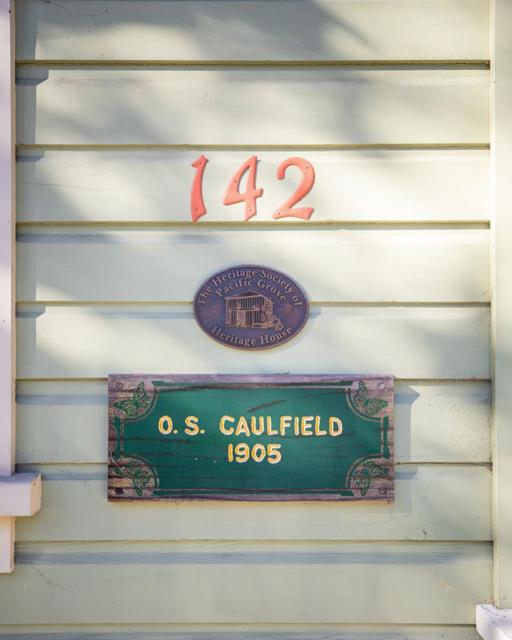 142
The Heritage Society of
Pacific Grove
Heritage House
O. S. CAULFIELD
1905